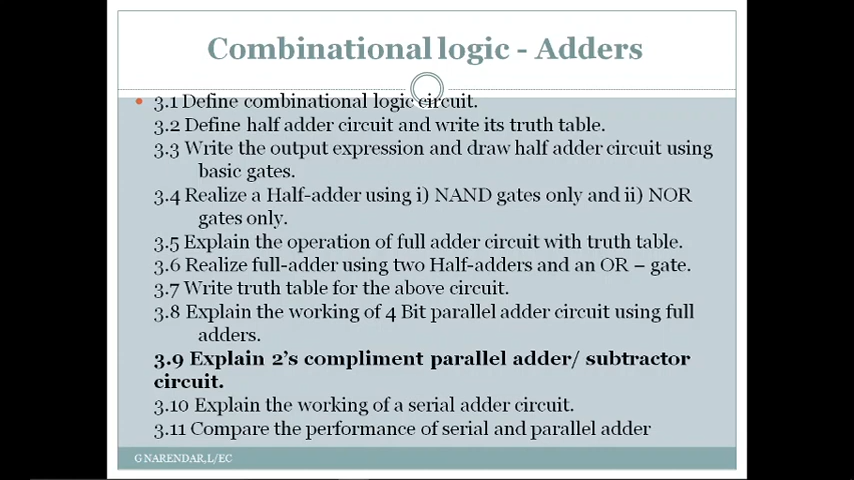 Combinational logic - Adders
• 3.1 Define combinational logic circuit.
3.2 Define half adder circuit and write its truth table.
3.3 Write the output expression and draw half adder circuit using
basic gates.
3.4 Realize a Half-adder using i) NAND gates only and ii) NOR
gates only.
3.5 Explain the operation of full adder circuit with truth table.
3.6 Realize full-adder using two Half-adders and an OR – gate.
3.7 Write truth table for the above circuit.
3.8 Explain the working of 4 Bit parallel adder circuit using full
adders.
3.9 Explain 2's compliment parallel adder/ subtractor
circuit.
3.10 Explain the working of a serial adder circuit.
3.11 Compare the performance of serial and parallel adder
G NARENDAR,L/EC